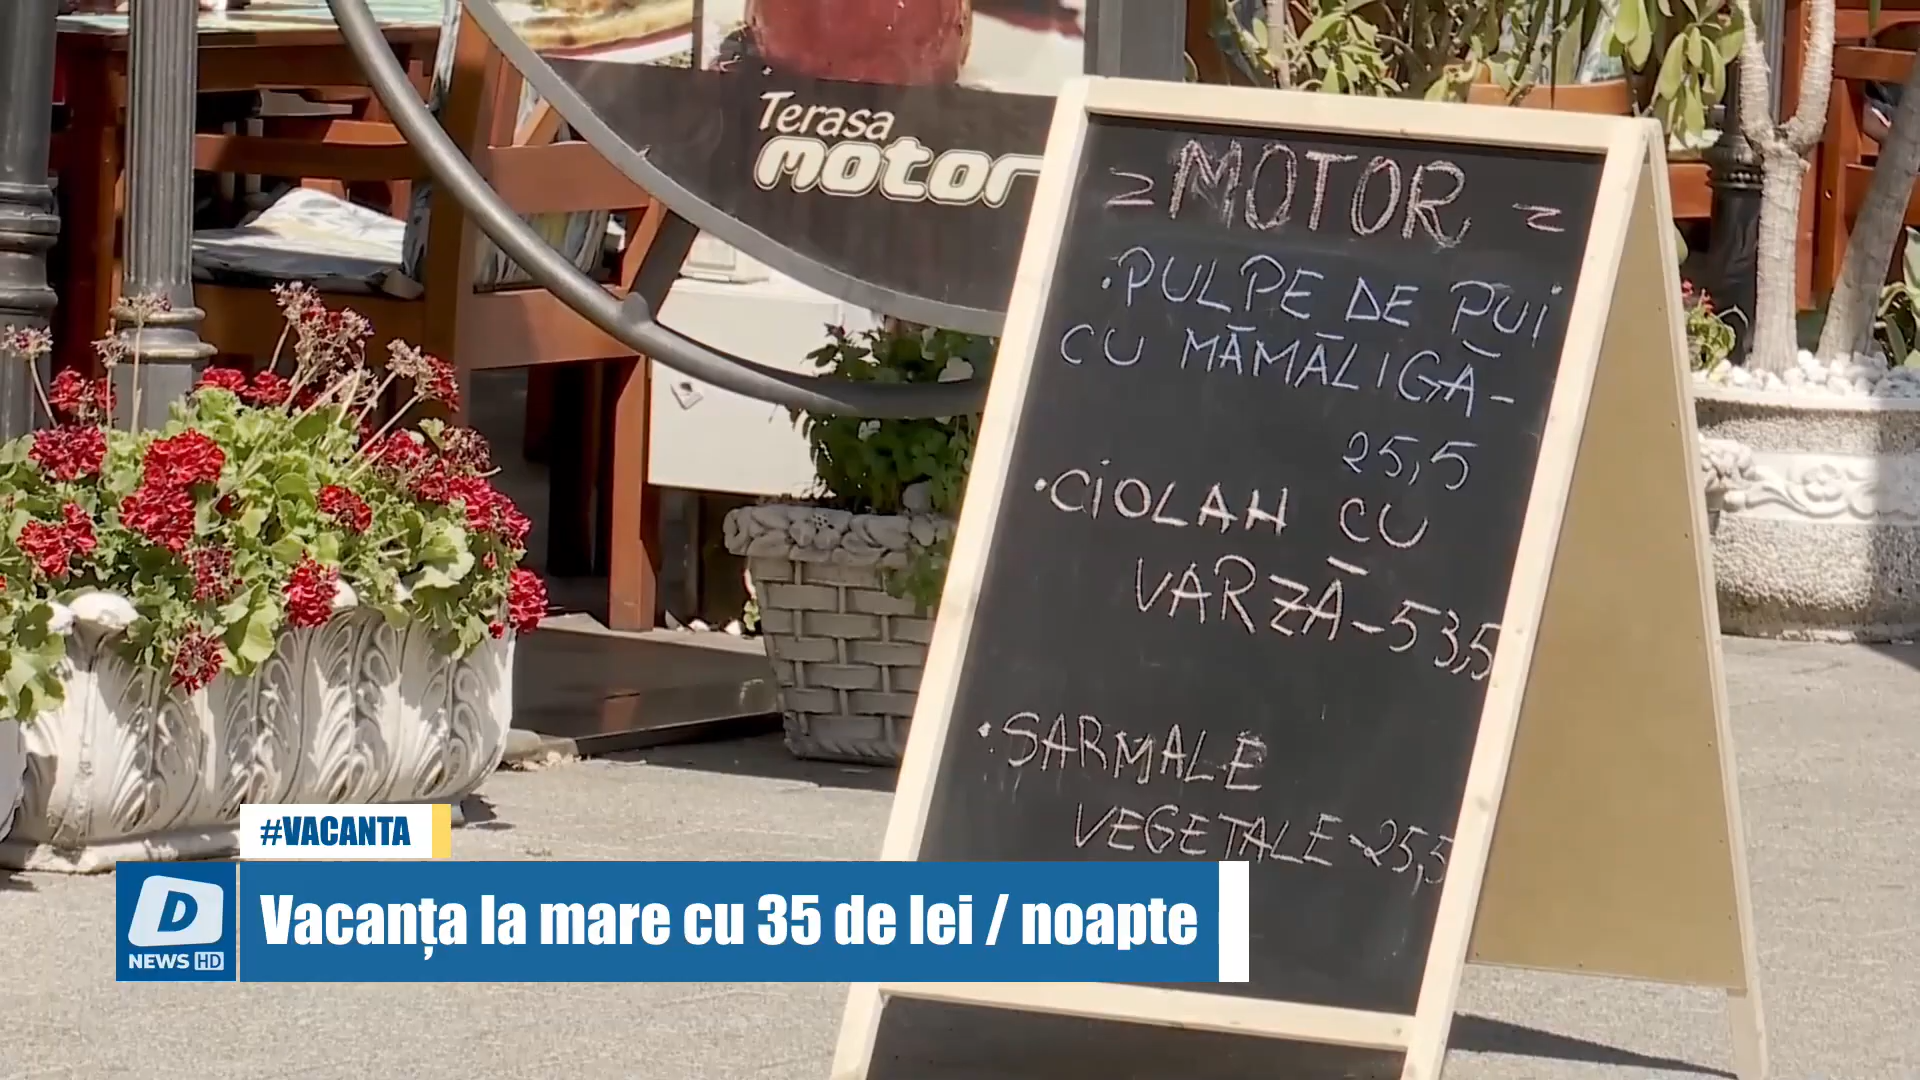 Terasa
motor
MOTOR
• PULPE DE PUI
CU MĂMĂLIGĂ -
25,5
• CIOLAN CU
VARZĂ - 53,5
• SARMALE
VEGETALE - 25,5
#VACANTA
Vacanța la mare cu 35 de lei / noapte
D
NEWS HD